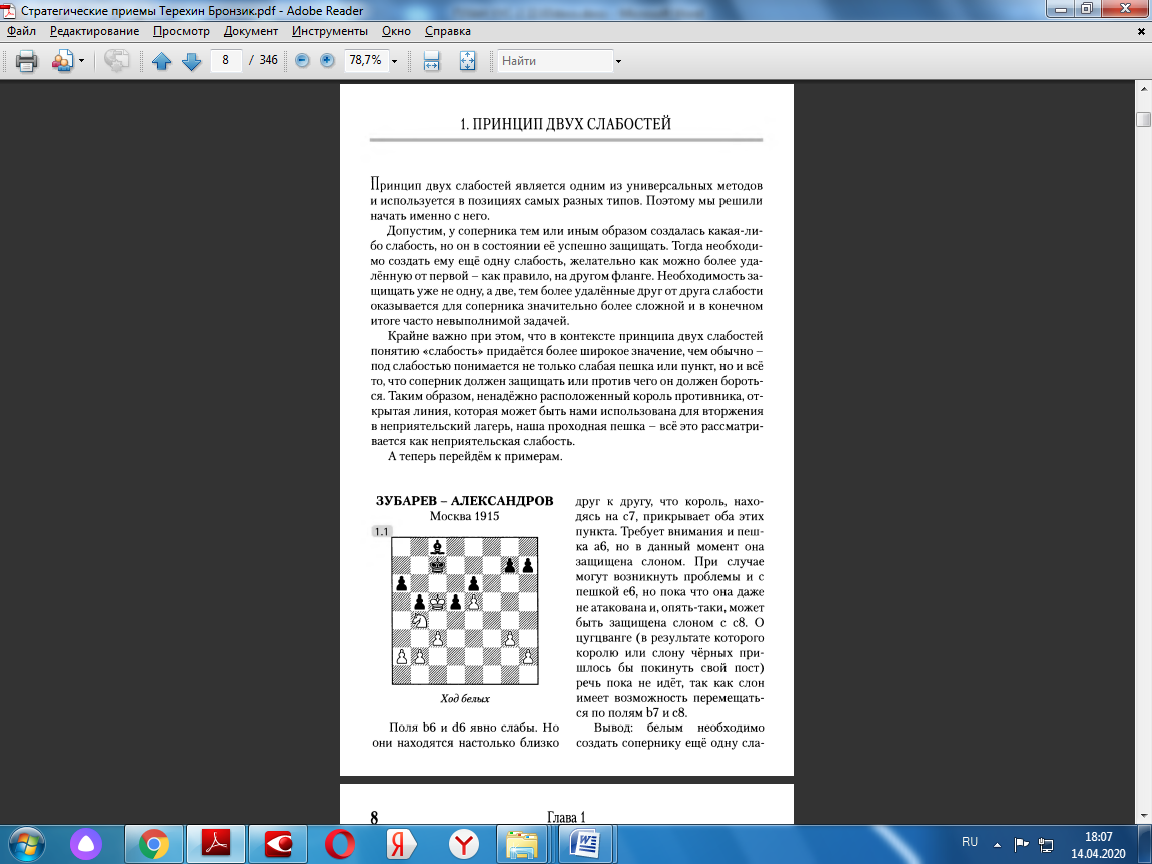 Стратегические приемы Терехин Бронзик.pdf - Adobe Reader
Файл Редактирование Просмотр Документ Инструменты Окно Справка
8 / 346 78,7% Найти
1. ПРИНЦИП ДВУХ СЛАБОСТЕЙ
Принцип двух слабостей является одним из универсальных методов
и используется в позициях самых разных типов. Поэтому мы решили
начать именно с него.
Допустим, у соперника тем или иным образом создалась какая-ли-
бо слабость, но он в состоянии её успешно защищать. Тогда необходи-
мо создать ему ещё одну слабость, желательно как можно более уда-
лённую от первой – как правило, на другом фланге. Необходимость за-
щищать уже не одну, а две, тем более удалённые друг от друга слабости
оказывается для соперника значительно более сложной и в конечном
итоге часто невыполнимой задачей.
Крайне важно при этом, что в контексте принципа двух слабостей
понятию «слабость» придаётся более широкое значение, чем обычно –
под слабостью понимается не только слабая пешка или пункт, но и всё
то, что соперник должен защищать или против чего он должен бороть-
ся. Таким образом, ненадёжно расположенный король противника, от-
крытая линия, которая может быть нами использована для вторжения
в неприятельский лагерь, наша проходная пешка – всё это рассматри-
вается как неприятельская слабость.
А теперь перейдём к примерам.
ЗУБАРЕВ – АЛЕКСАНДРОВ
Москва 1915
1.1
Ход белых
Поля b6 и d6 явно слабы. Но
они находятся настолько близко
друг к другу, что король, нахо-
дясь на c7, прикрывает оба этих
пункта. Требует внимания и пеш-
ка a6, но в данный момент она
защищена слоном. При случае
могут возникнуть проблемы и с
пешкой e6, но пока что она даже
не атакована и, опять-таки, может
быть защищена слоном с c8. О
цугцванге (в результате которого
королю или слону чёрных при-
шлось бы покинуть свой пост)
речь пока не идёт, так как слон
имеет возможность перемещать-
ся по полям b7 и c8.
Вывод: белым необходимо
создать сопернику ещё одну сла-
8 Глава 1
RU 18:07
14.04.2020